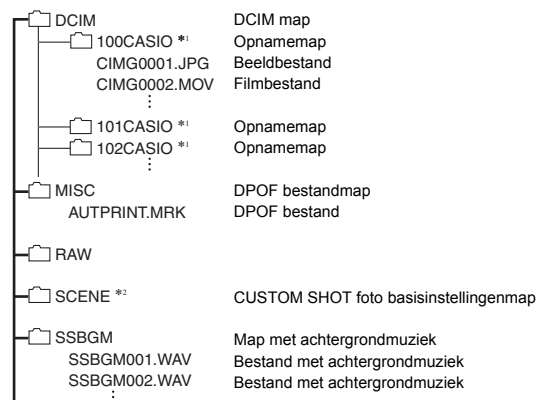 DCIM DCIM map
100CASIO *1 Opnamemap
CIMG0001.JPG Beeldbestand
CIMG0002.MOV Filmbestand
101CASIO *1 Opnamemap
102CASIO *1 Opnamemap
MISC DPOF bestandmap
AUTPRINT.MRK DPOF bestand
RAW
SCENE *2 CUSTOM SHOT foto basisinstellingenmap
SSBGM Map met achtergrondmuziek
SSBGM001.WAV Bestand met achtergrondmuziek
SSBGM002.WAV Bestand met achtergrondmuziek